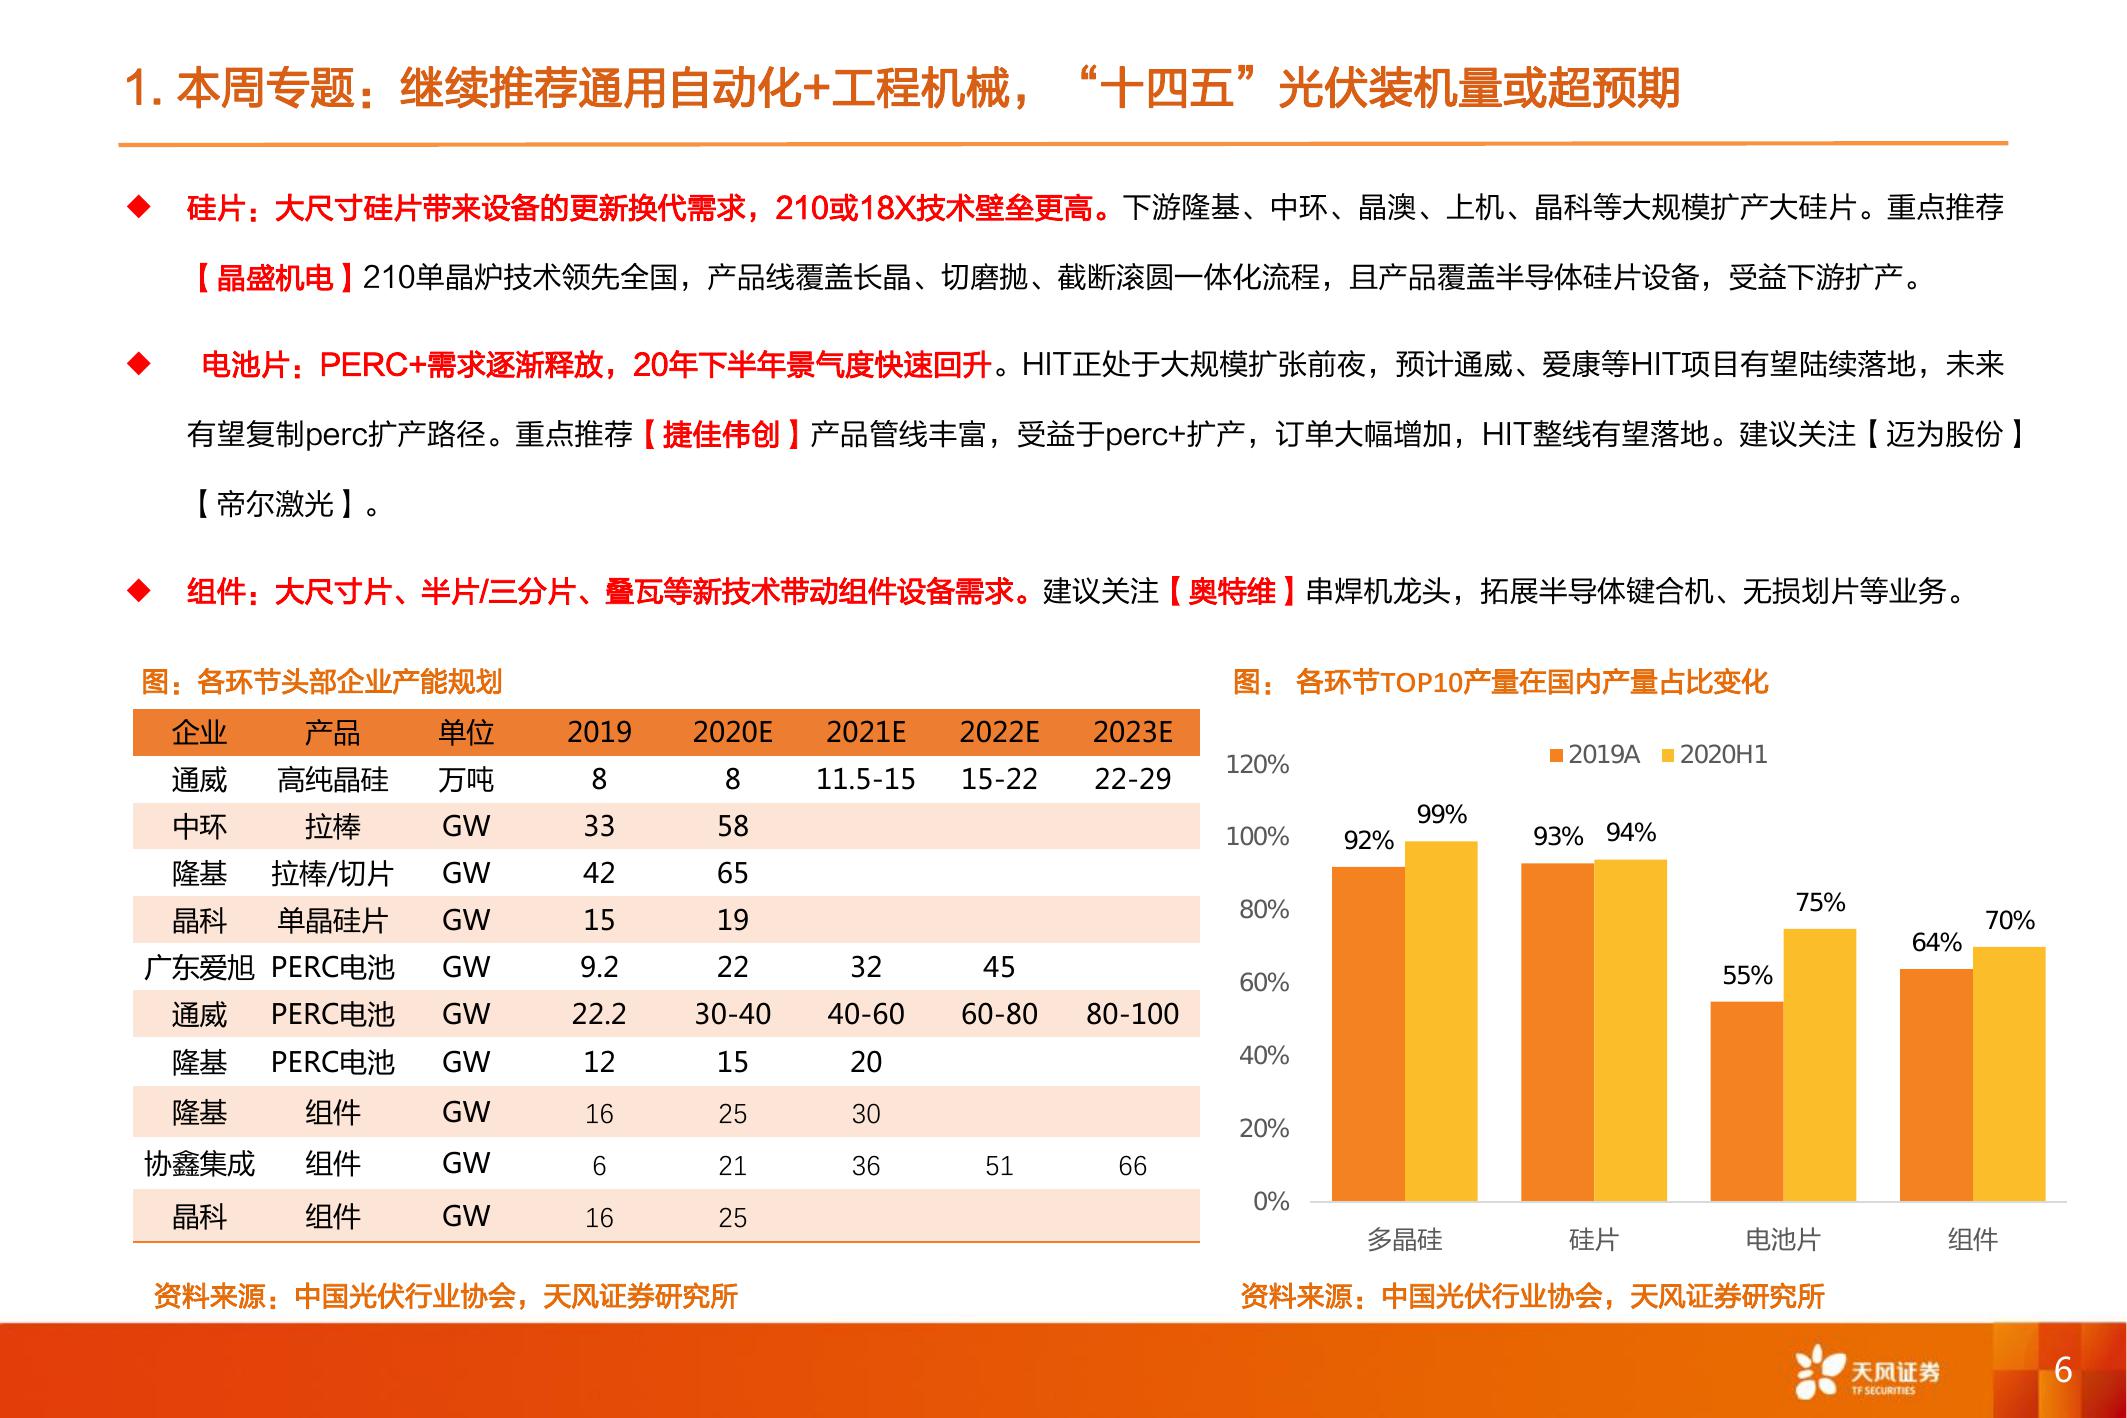 1. 本周专题：继续推荐通用自动化+工程机械，“十四五”光伏装机量或超预期
◆ 硅片：大尺寸硅片带来设备的更新换代需求，210或18X技术壁垒更高。下游隆基、中环、晶澳、上机、晶科等大规模扩产大硅片。重点推荐
【晶盛机电】210单晶炉技术领先全国，产品线覆盖长晶、切磨抛、截断滚圆一体化流程，且产品覆盖半导体硅片设备，受益下游扩产。
◆ 电池片：PERC+需求逐渐释放，20年下半年景气度快速回升。HIT正处于大规模扩张前夜，预计通威、爱康等HIT项目有望陆续落地，未来
有望复制perc扩产路径。重点推荐【捷佳伟创】产品管线丰富，受益于perc+扩产，订单大幅增加，HIT整线有望落地。建议关注【迈为股份】
【帝尔激光】。
◆ 组件：大尺寸片、半片/三分片、叠瓦等新技术带动组件设备需求。建议关注【奥特维】串焊机龙头，拓展半导体键合机、无损划片等业务。
图：各环节头部企业产能规划
企业 产品 单位 2019 2020E 2021E 2022E 2023E
通威 高纯晶硅 万吨 8 8 11.5-15 15-22 22-29
中环 拉棒 GW 33 58
隆基 拉棒/切片 GW 42 65
晶科 单晶硅片 GW 15 19
广东爱旭 PERC电池 GW 9.2 22 32 45
通威 PERC电池 GW 22.2 30-40 40-60 60-80 80-100
隆基 PERC电池 GW 12 15 20
隆基 组件 GW 16 25 30
协鑫集成 组件 GW 6 21 36 51 66
晶科 组件 GW 16 25
资料来源：中国光伏行业协会，天风证券研究所
图： 各环节TOP10产量在国内产量占比变化
2019A 2020H1
120%
100%
80%
60%
40%
20%
0%
92% 99% 93% 94% 55% 75% 64% 70%
多晶硅 硅片 电池片 组件
资料来源：中国光伏行业协会，天风证券研究所
天风证券
TF SECURITIES
6